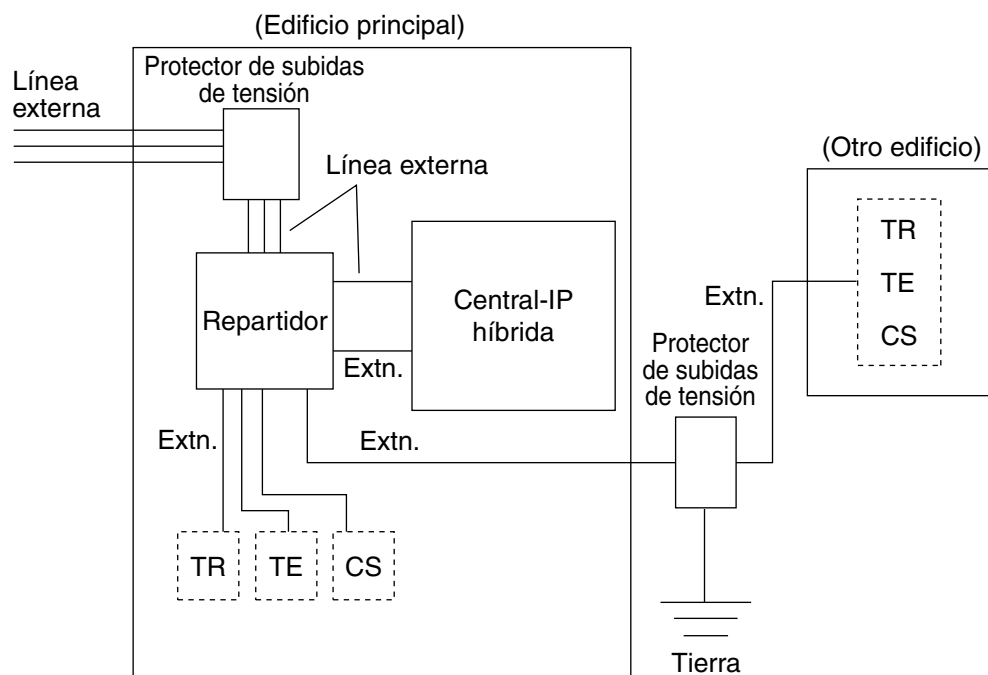 (Edificio principal)
Protector de subidas
de tensión
Línea
externa
Línea externa
(Otro edificio)
TR
TE
CS
Repartidor
Central-IP
híbrida
Extn.
Extn.
Protector
de subidas
de tensión
Extn.
Extn.
TR
TE
CS
Tierra